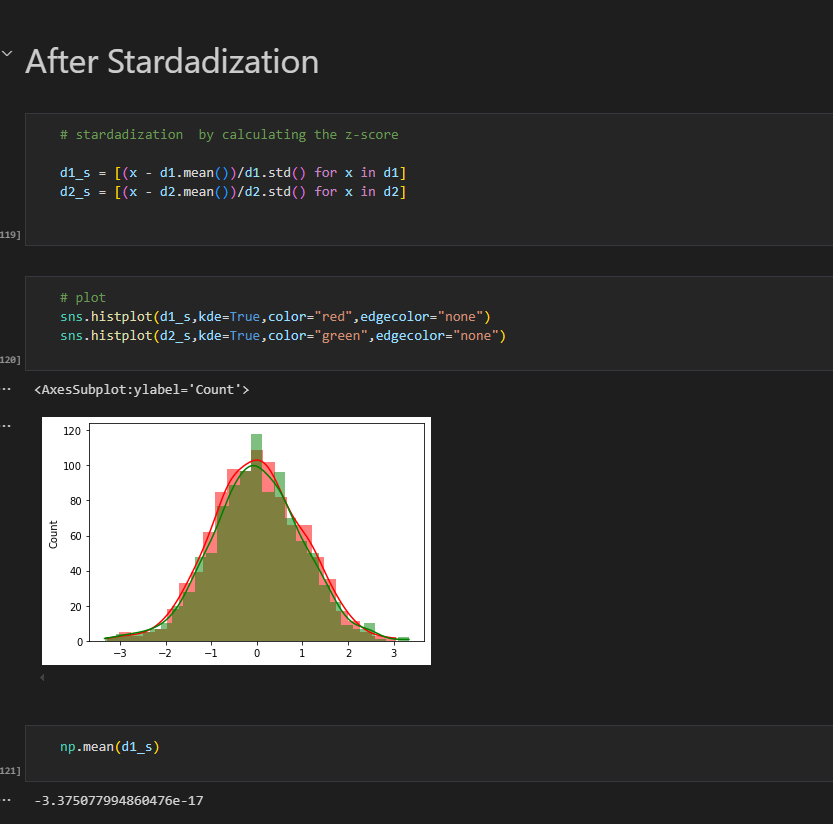 After Stardadization
# stardadization  by calculating the z-score
d1_s = [(x - d1.mean())/d1.std() for x in d1]
d2_s = [(x - d2.mean())/d2.std() for x in d2]
119]
# plot
sns.histplot(d1_s,kde=True,color="red",edgecolor="none")
sns.histplot(d2_s,kde=True,color="green",edgecolor="none")
120]
<AxesSubplot:ylabel='Count'>
120
100
80
60
40
20
0
Count
−3 −2 −1 0 1 2 3
np.mean(d1_s)
121]
-3.375077994860476e-17